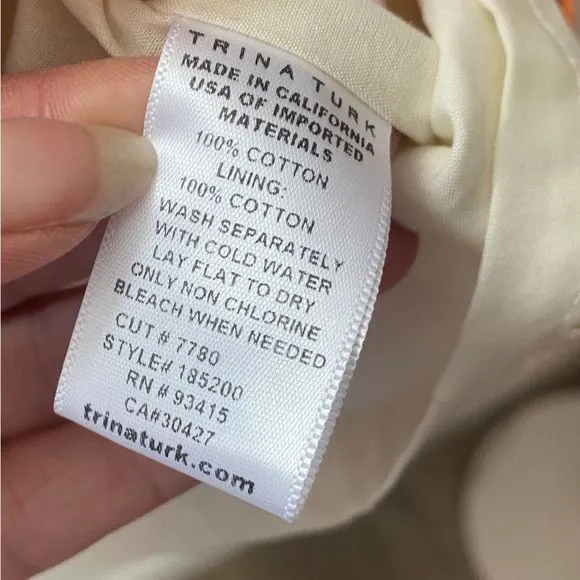 TRINA TURK
MADE IN CALIFORNIA
USA OF IMPORTED
MATERIALS
100% COTTON
LINING:
100% COTTON
WASH SEPARATELY
WITH COLD WATER
LAY FLAT TO DRY
ONLY NON CHLORINE
BLEACH WHEN NEEDED
CUT # 7780
STYLE# 185200
RN # 93415
CA#30427
trinaturk.com